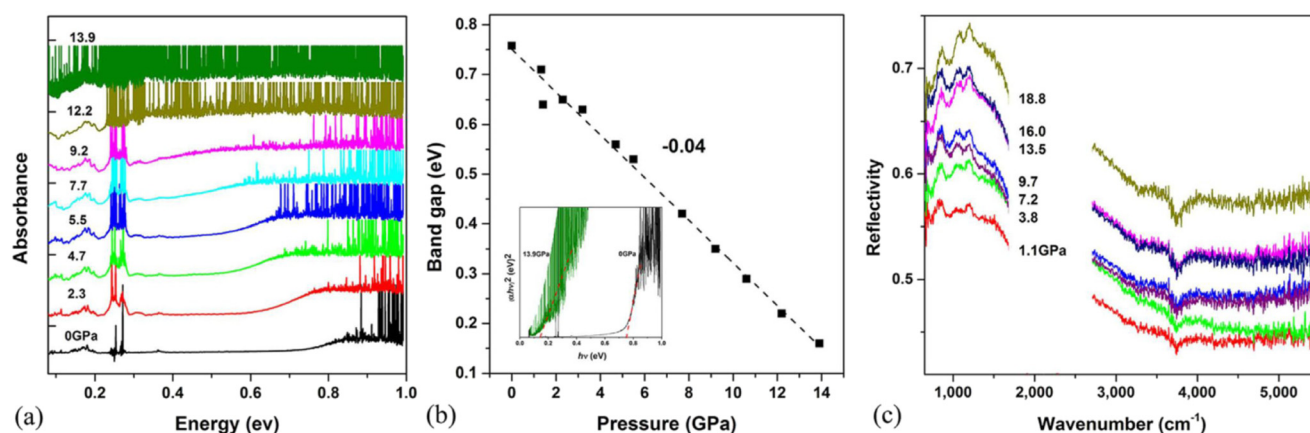 13.9
12.2
9.2
7.7
5.5
4.7
2.3
0GPa
Absorbance
0.2 0.4 0.6 0.8 1.0
Energy (ev)
(a)
0.8
0.7
0.6
0.5
0.4
0.3
0.2
0.1
Band gap (eV)
-0.04
(αhν)² (eV)²
13.9GPa
0GPa
0.0 0.2 0.4 0.6 0.8 1.0
hν (eV)
0 2 4 6 8 10 12 14
Pressure (GPa)
(b)
0.7
0.6
0.5
Reflectivity
18.8
16.0
13.5
9.7
7.2
3.8
1.1GPa
1,000 2,000 3,000 4,000 5,000
Wavenumber (cm⁻¹)
(c)